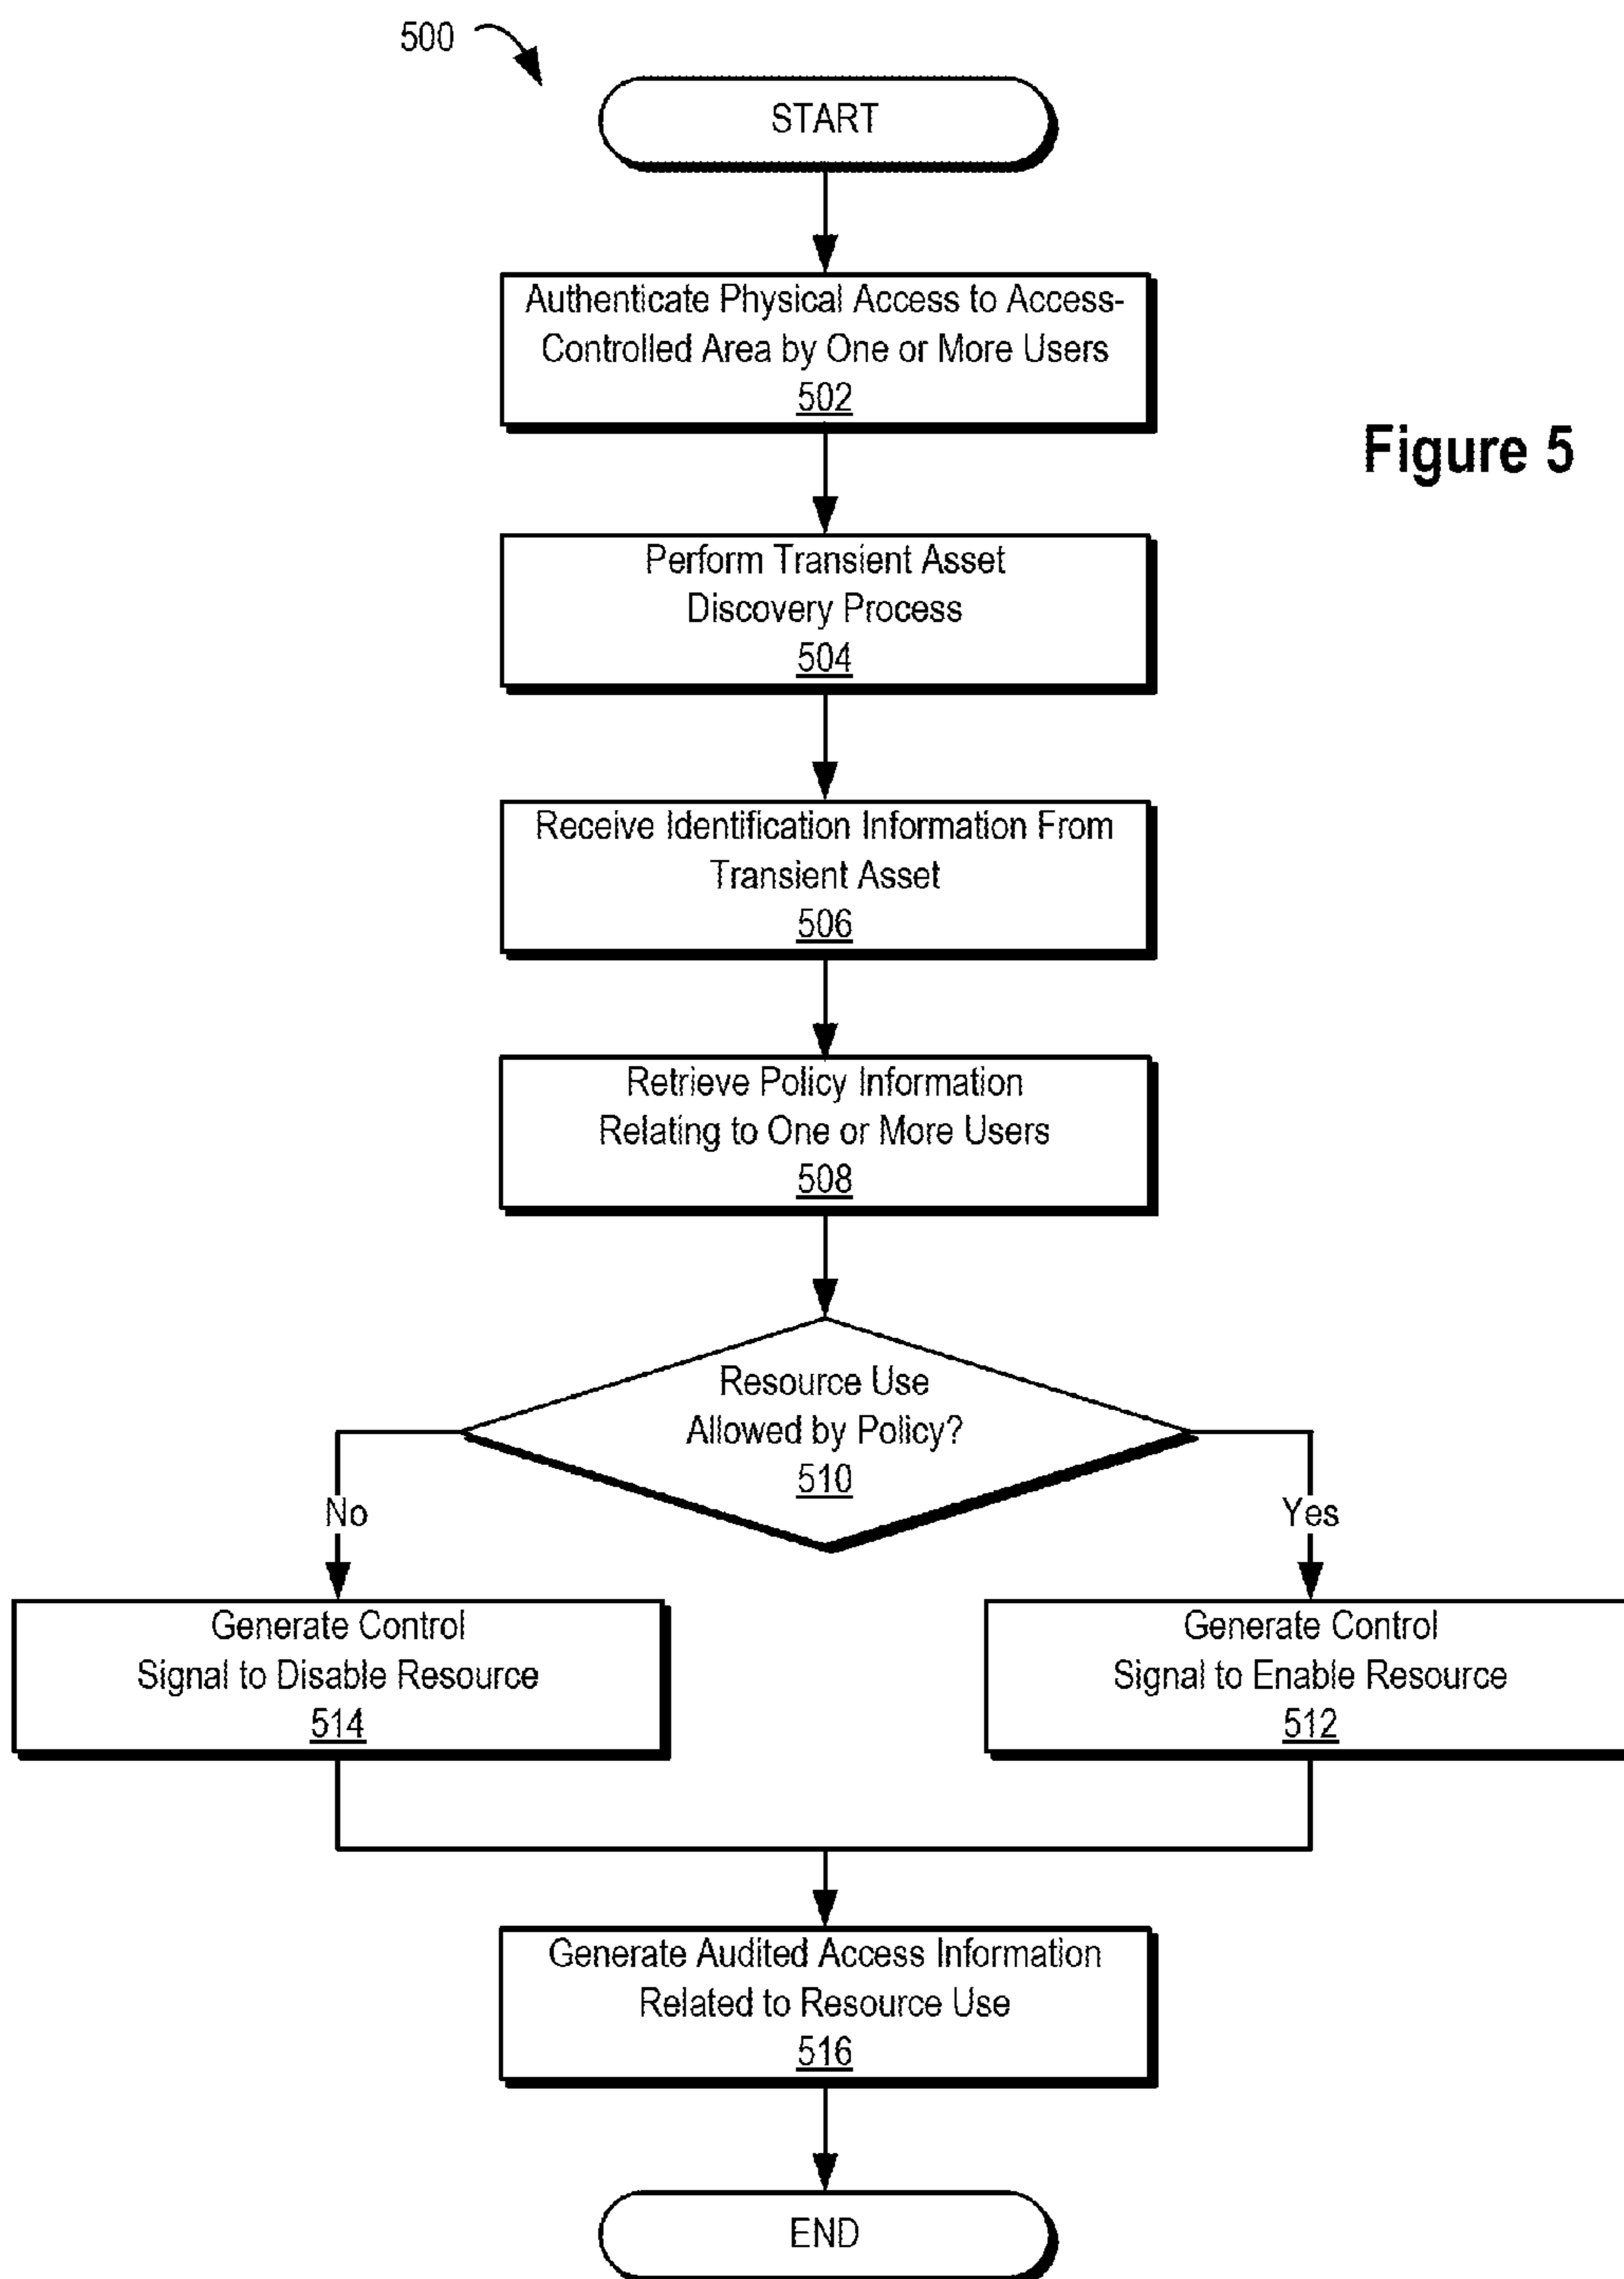 500
START
Authenticate Physical Access to Access-
Controlled Area by One or More Users
502
Figure 5
Perform Transient Asset
Discovery Process
504
Receive Identification Information From
Transient Asset
506
Retrieve Policy Information
Relating to One or More Users
508
Resource Use
Allowed by Policy?
510
No
Yes
Generate Control
Signal to Disable Resource
514
Generate Control
Signal to Enable Resource
512
Generate Audited Access Information
Related to Resource Use
516
END